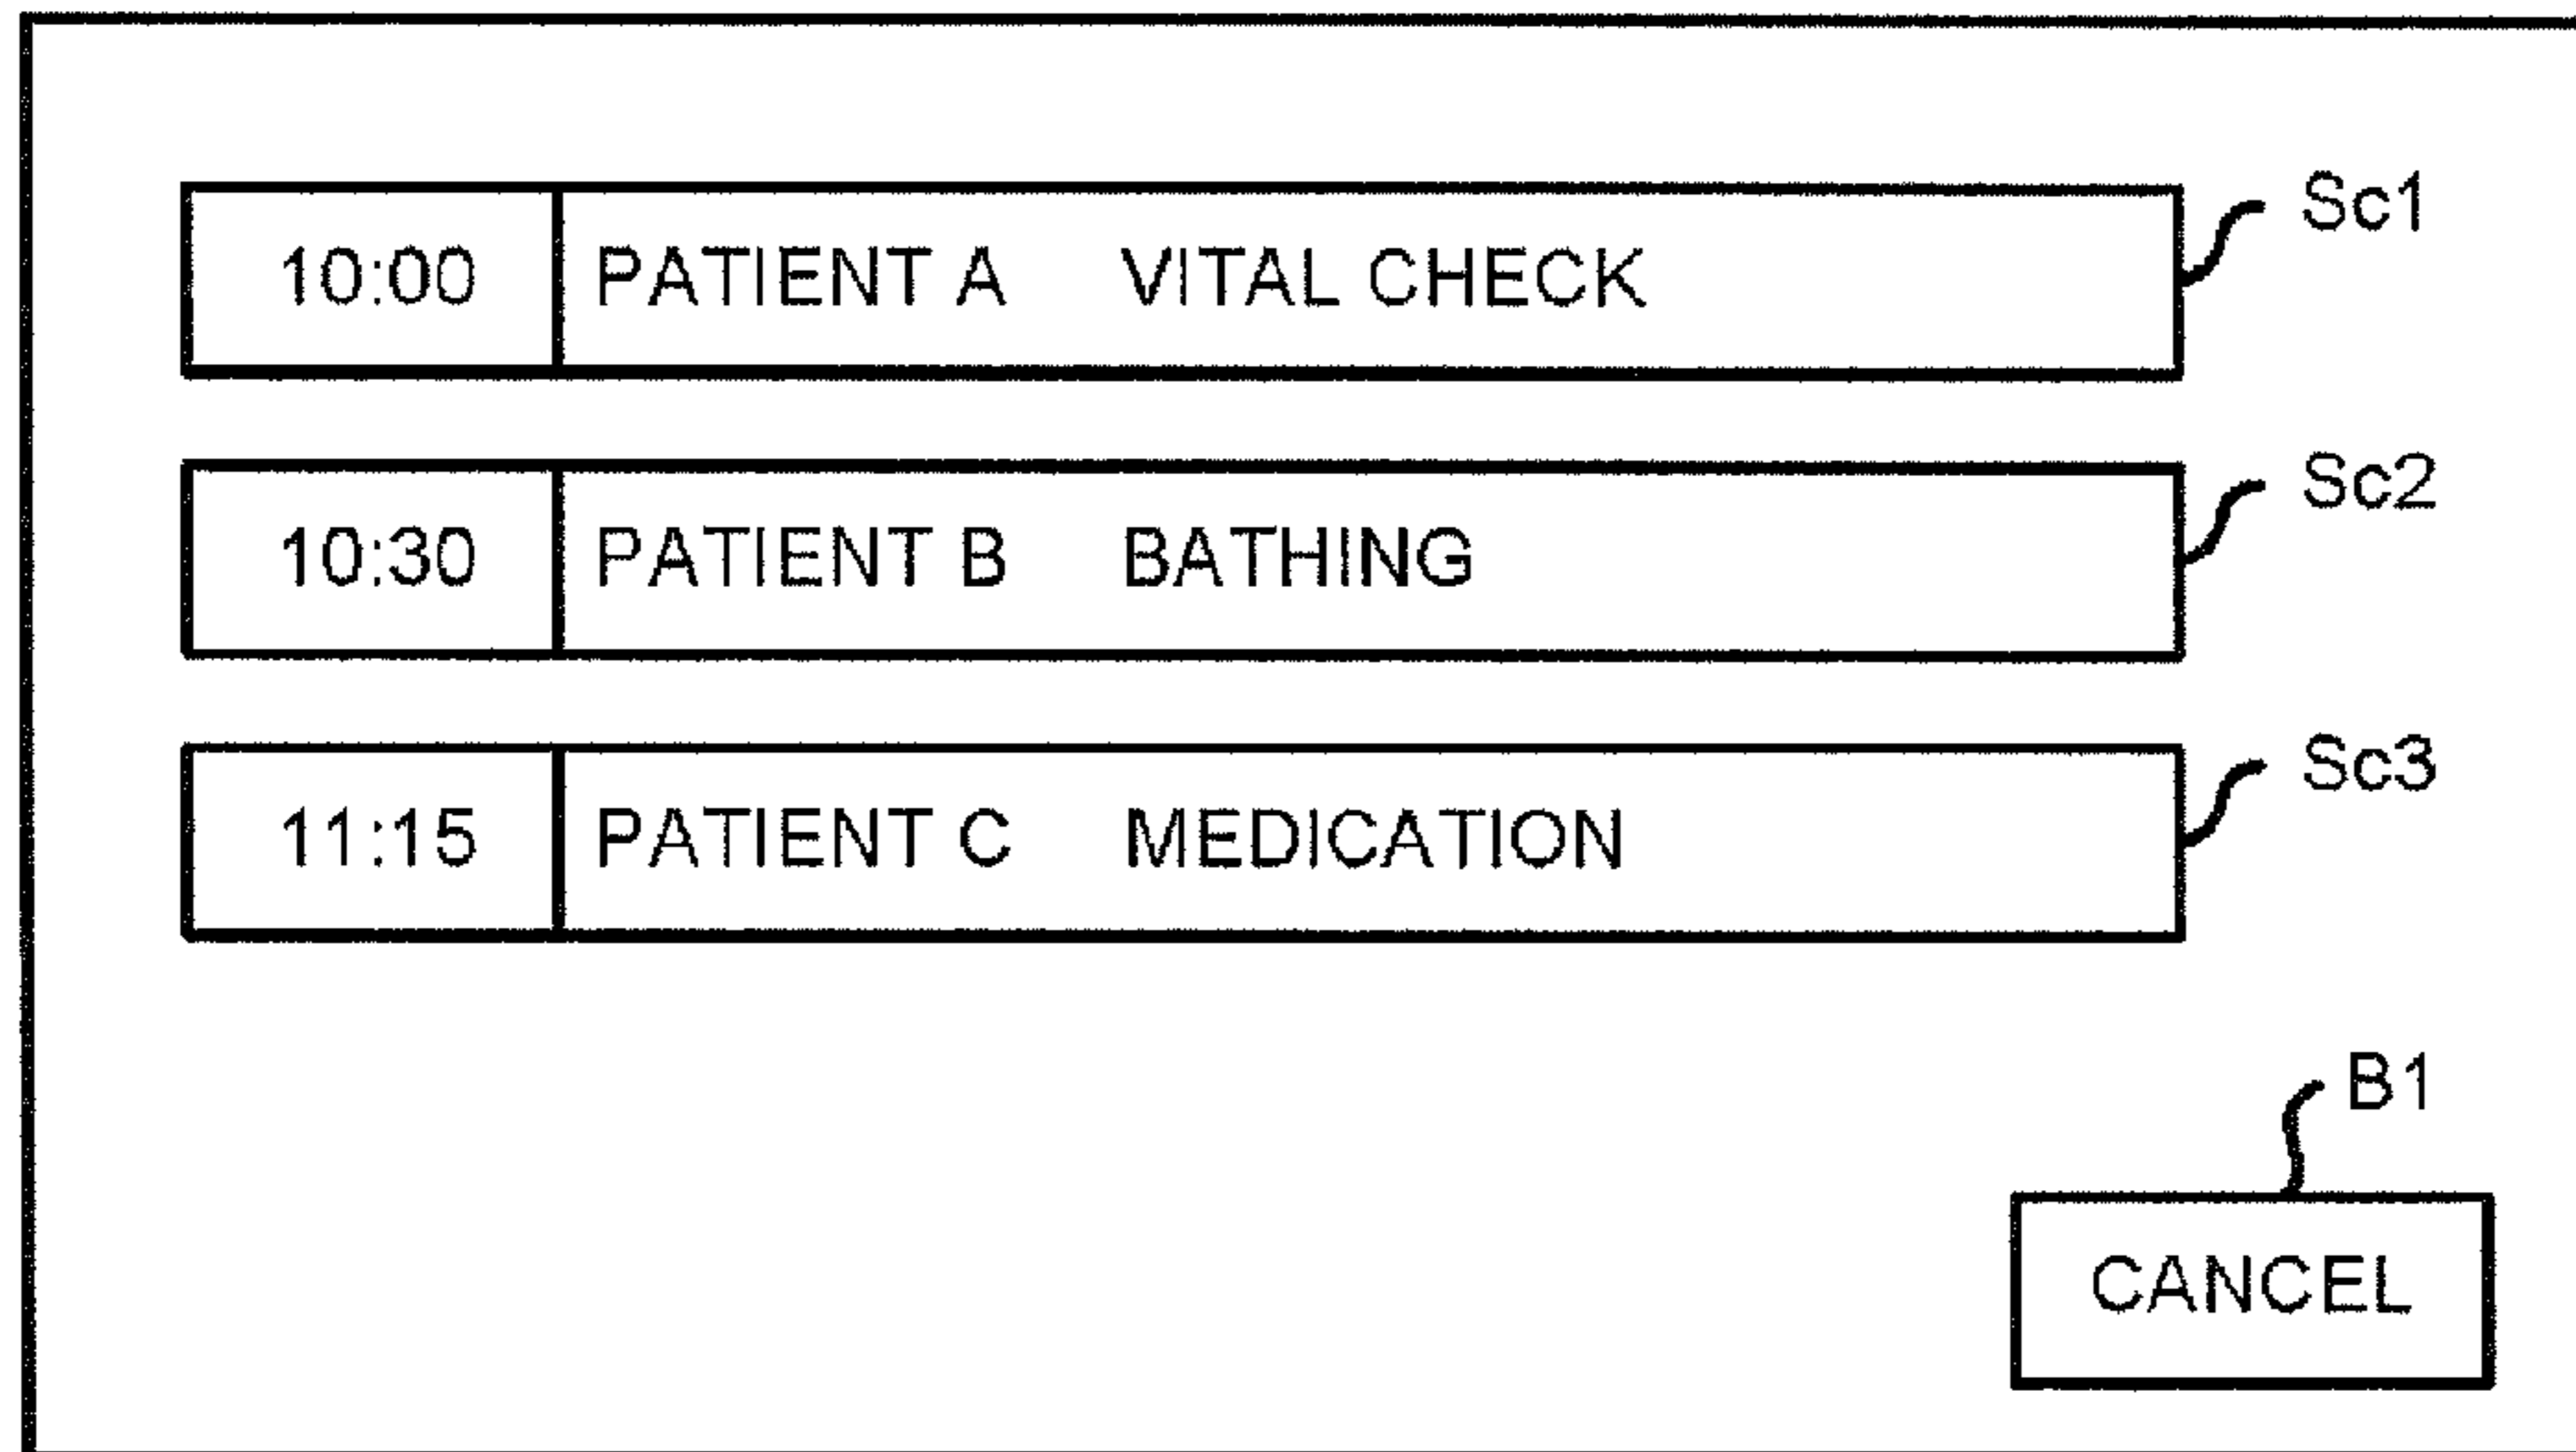 10:00 PATIENT A VITAL CHECK Sc1
10:30 PATIENT B BATHING Sc2
11:15 PATIENT C MEDICATION Sc3
B1
CANCEL